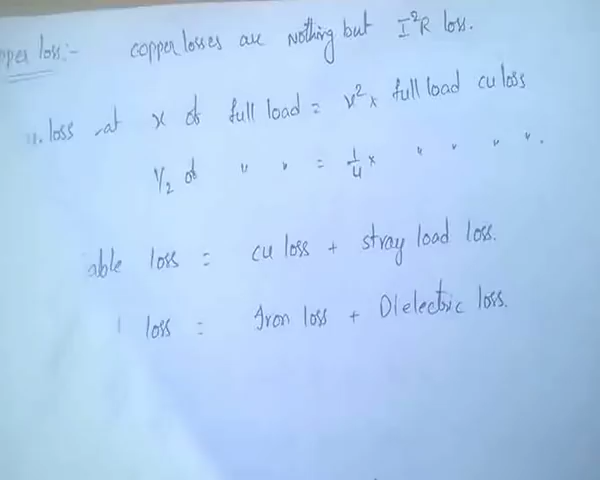 loss:- copper losses are Nothing but I²R loss.
loss at x of full load = x² x full load cu loss
1/2 of " " = 1/4 x " " " ".
able loss = cu loss + stray load loss.
loss = Iron loss + Dielectric loss.